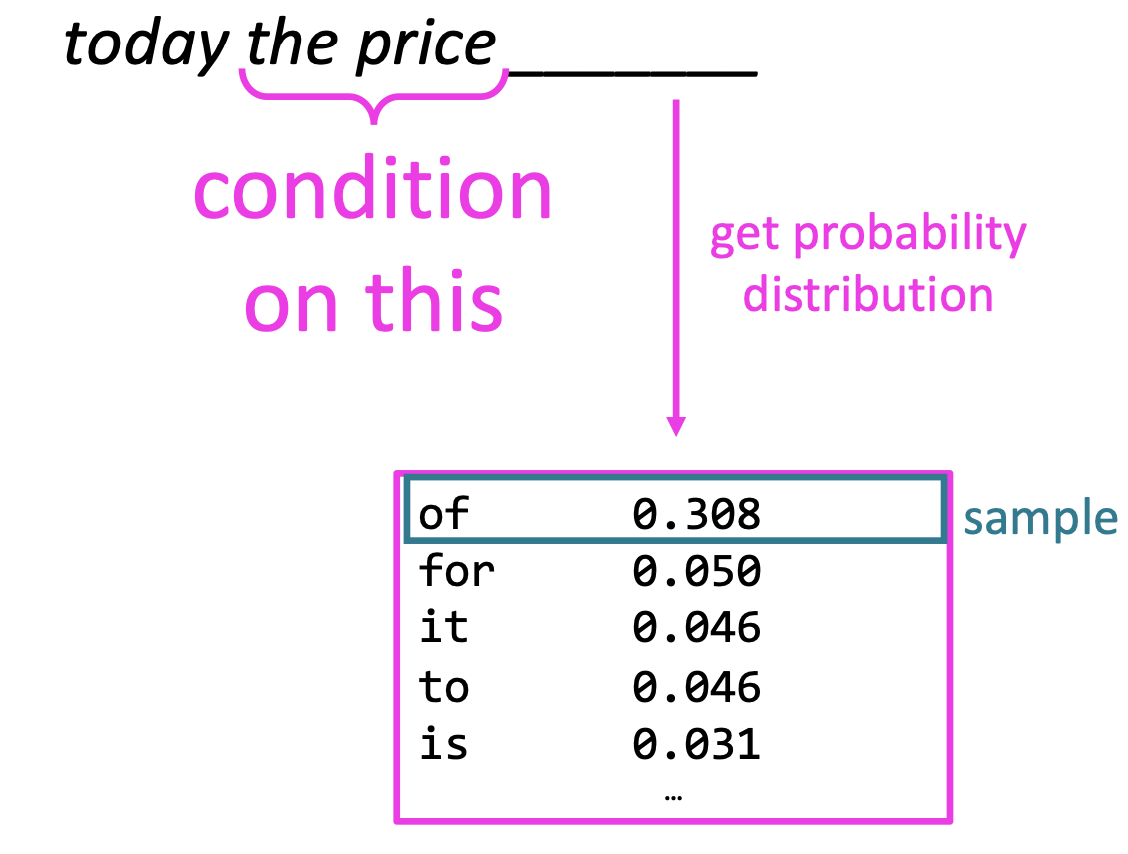 today the price ______
condition
on this
get probability
distribution
of 0.308
sample
for 0.050
it 0.046
to 0.046
is 0.031
…